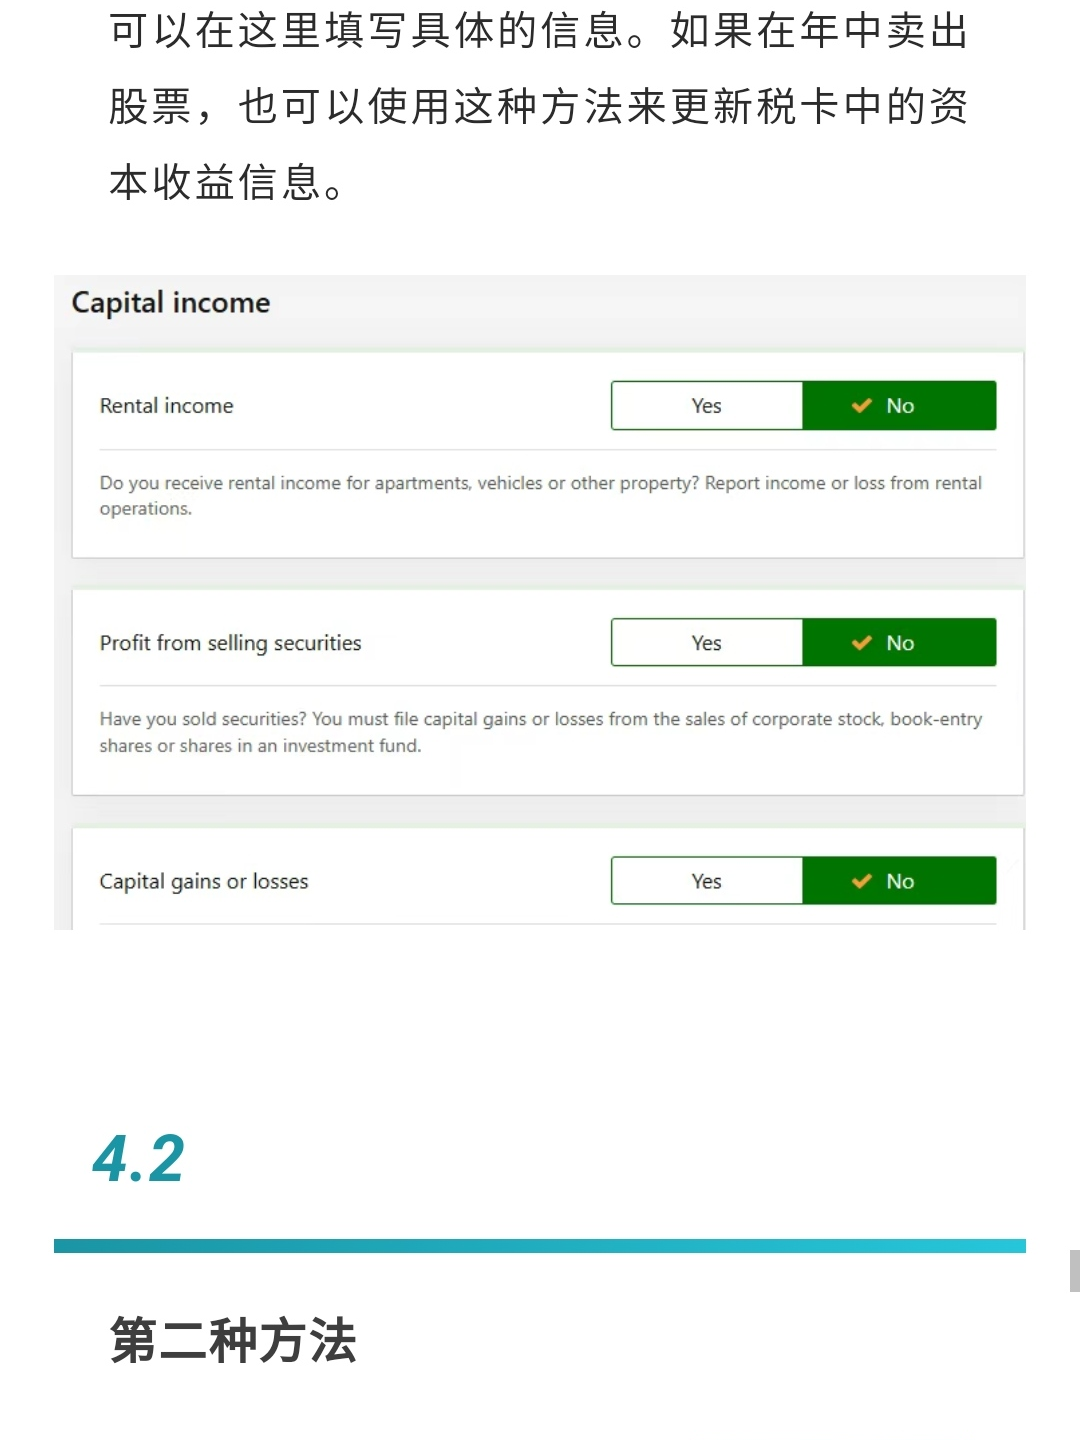 可以在这里填写具体的信息。如果在年中卖出
股票，也可以使用这种方法来更新税卡中的资
本收益信息。
Capital income
Rental income
Yes
No
Do you receive rental income for apartments, vehicles or other property? Report income or loss from rental
operations.
Profit from selling securities
Yes
No
Have you sold securities? You must file capital gains or losses from the sales of corporate stock, book-entry
shares or shares in an investment fund.
Capital gains or losses
Yes
No
4.2
第二种方法